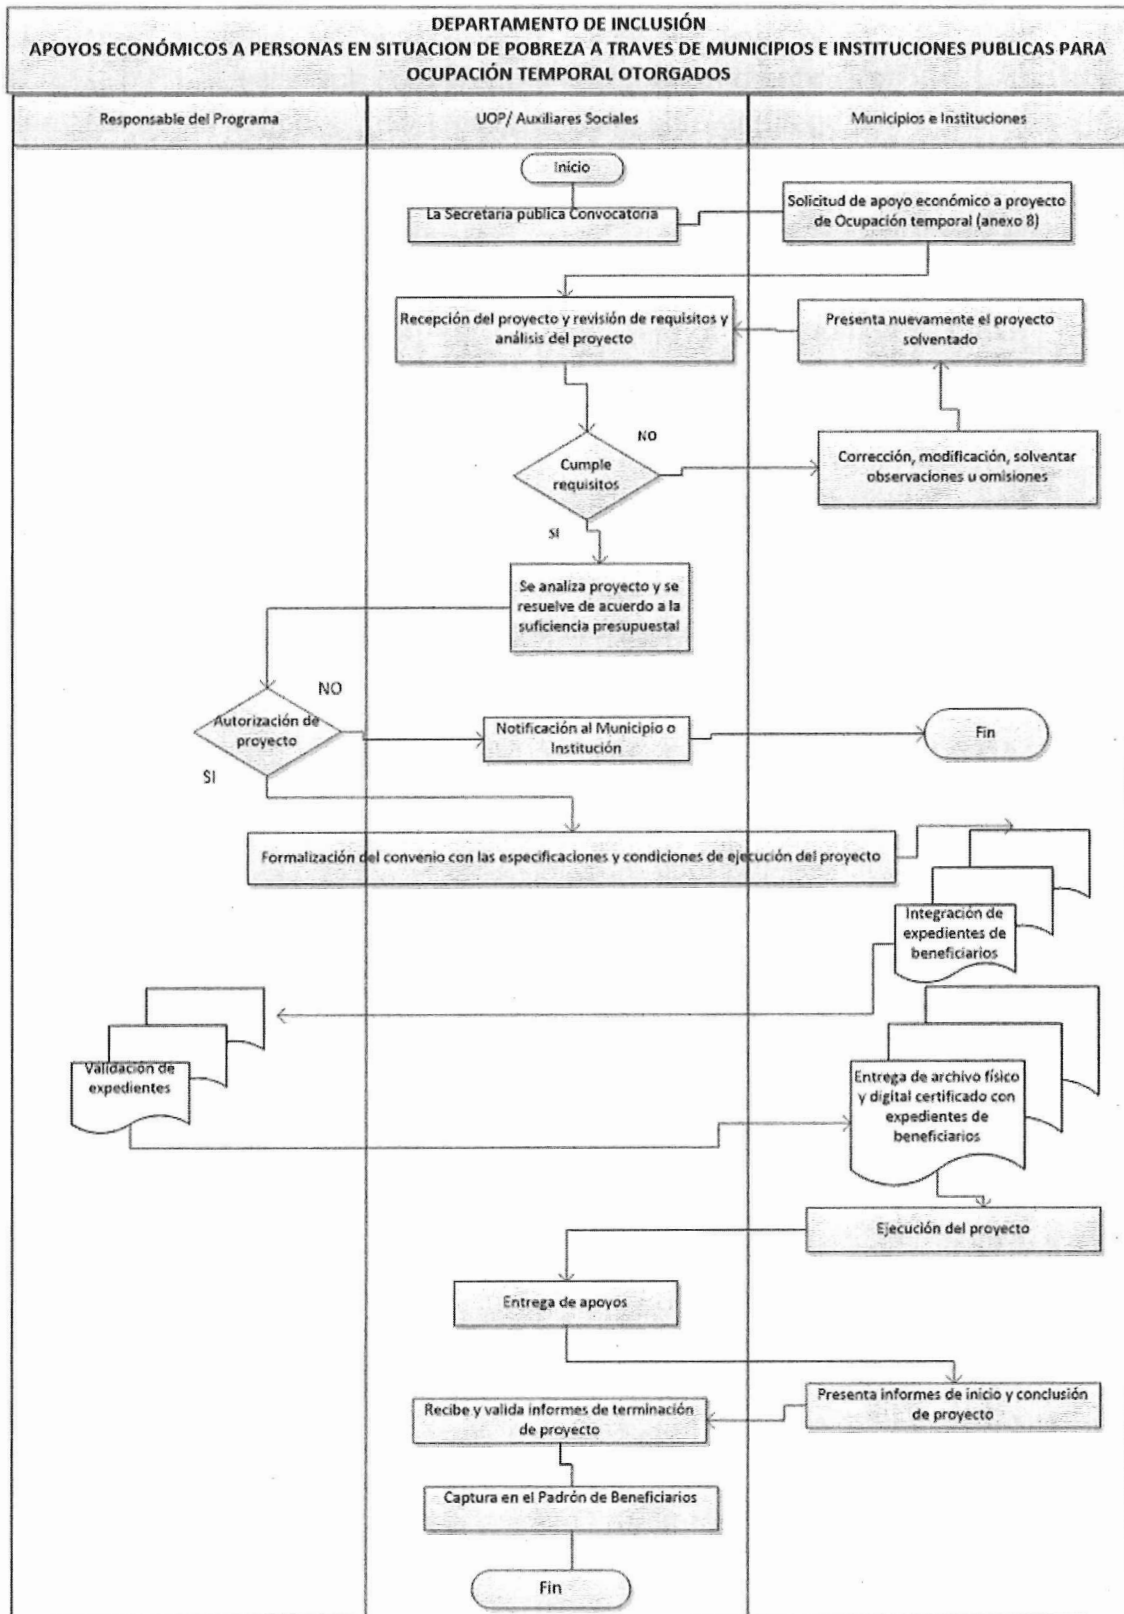 DEPARTAMENTO DE INCLUSIÓN
APOYOS ECONÓMICOS A PERSONAS EN SITUACION DE POBREZA A TRAVES DE MUNICIPIOS E INSTITUCIONES PUBLICAS PARA
OCUPACIÓN TEMPORAL OTORGADOS
Responsable del Programa
UOP/ Auxiliares Sociales
Municipios e Instituciones
Inicio
La Secretaria publica Convocatoria
Solicitud de apoyo económico a proyecto
de Ocupación temporal (anexo 8)
Recepción del proyecto y revisión de requisitos y
análisis del proyecto
Presenta nuevamente el proyecto
solventado
NO
Cumple
requisitos
Corrección, modificación, solventar
observaciones u omisiones
SI
Se analiza proyecto y se
resuelve de acuerdo a la
suficiencia presupuestal
NO
Autorización de
proyecto
Notificación al Municipio o
Institución
Fin
SI
Formalización del convenio con las especificaciones y condiciones de ejecución del proyecto
Integración de
expedientes de
beneficiarios
Validación de
expedientes
Entrega de archivo físico
y digital certificado con
expedientes de
beneficiarios
Ejecución del proyecto
Entrega de apoyos
Presenta informes de inicio y conclusión
de proyecto
Recibe y valida informes de terminación
de proyecto
Captura en el Padrón de Beneficiarios
Fin